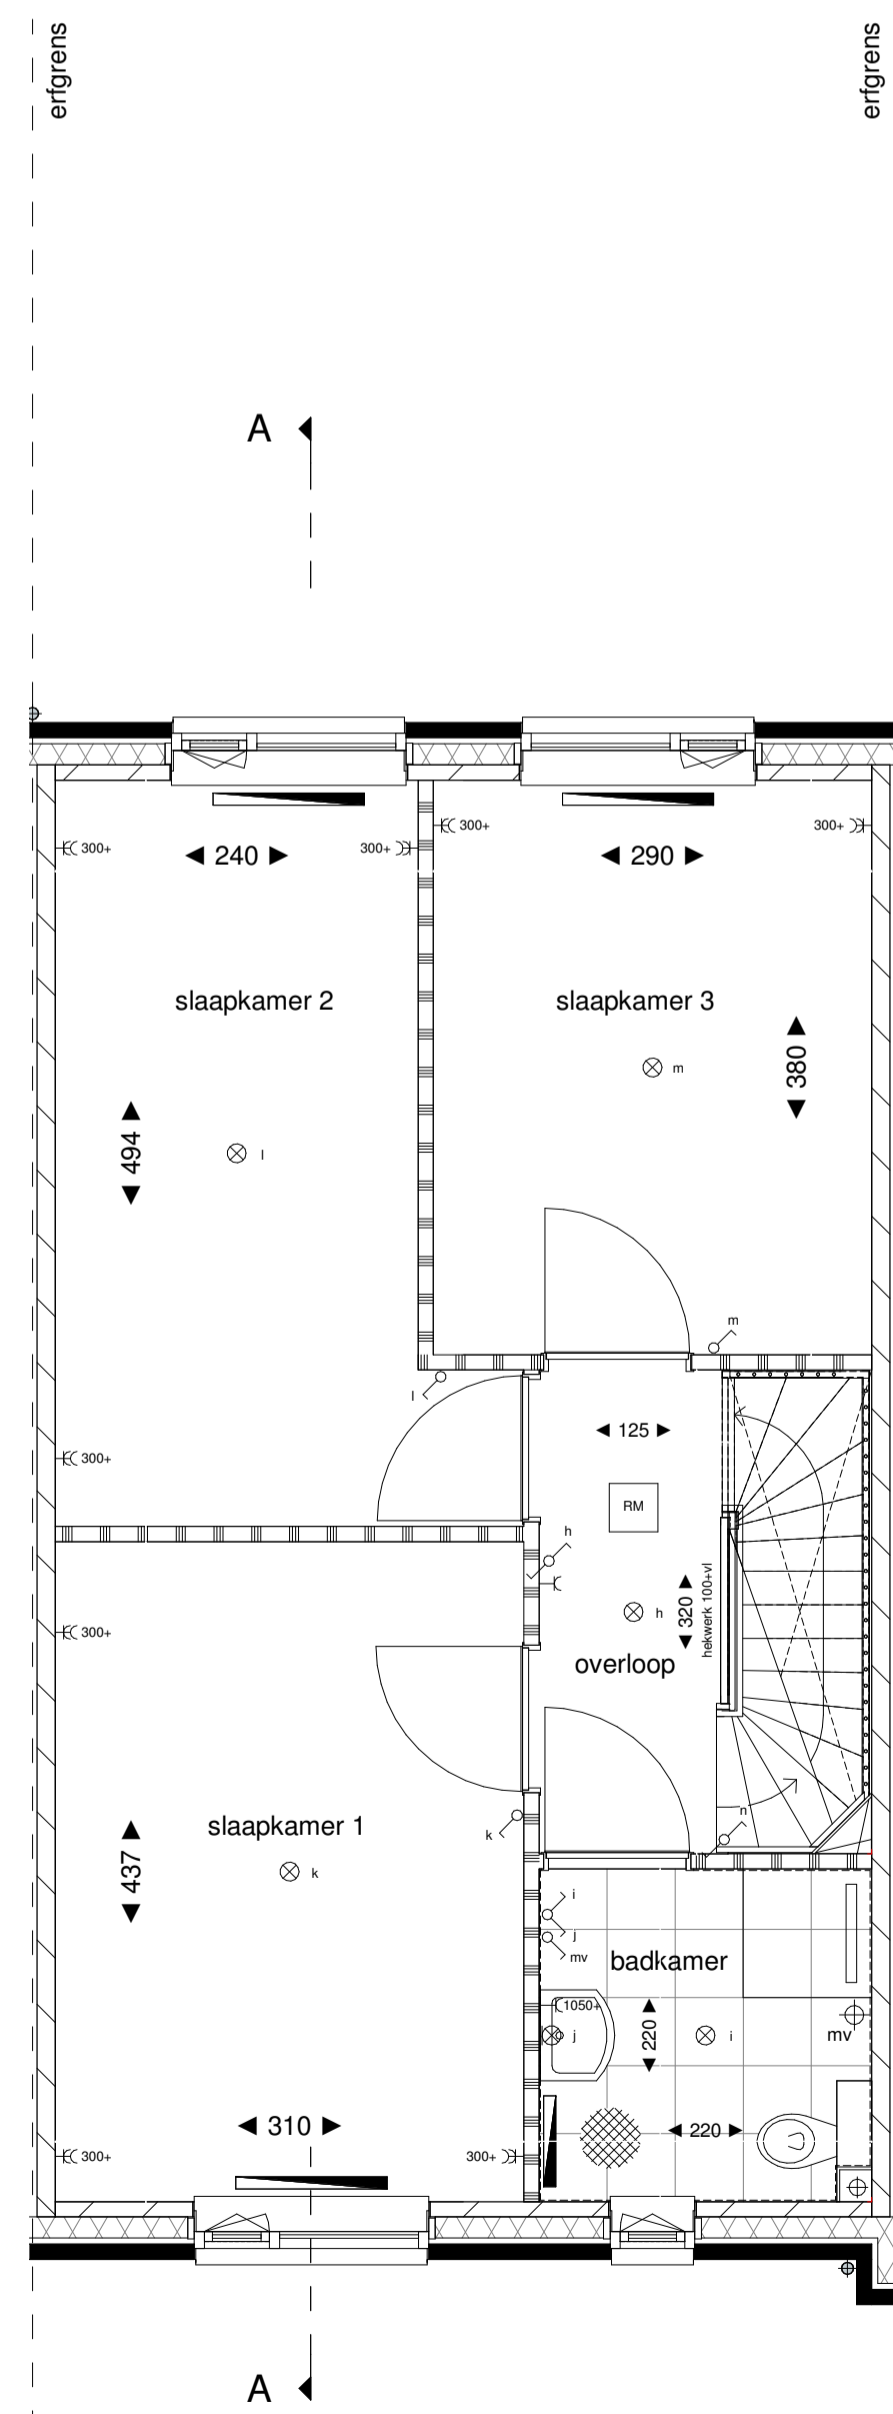 erfgrens
erfgrens
A
300+
300+
300+
300+
240
290
slaapkamer 2
slaapkamer 3
m
380
494
l
m
l
125
300+
RM
h
h
320
hekwerk 100+vl
300+
overloop
n
k
slaapkamer 1
k
437
i
j
mv
badkamer
1050+
j
220
i
mv
310
220
300+
300+
A